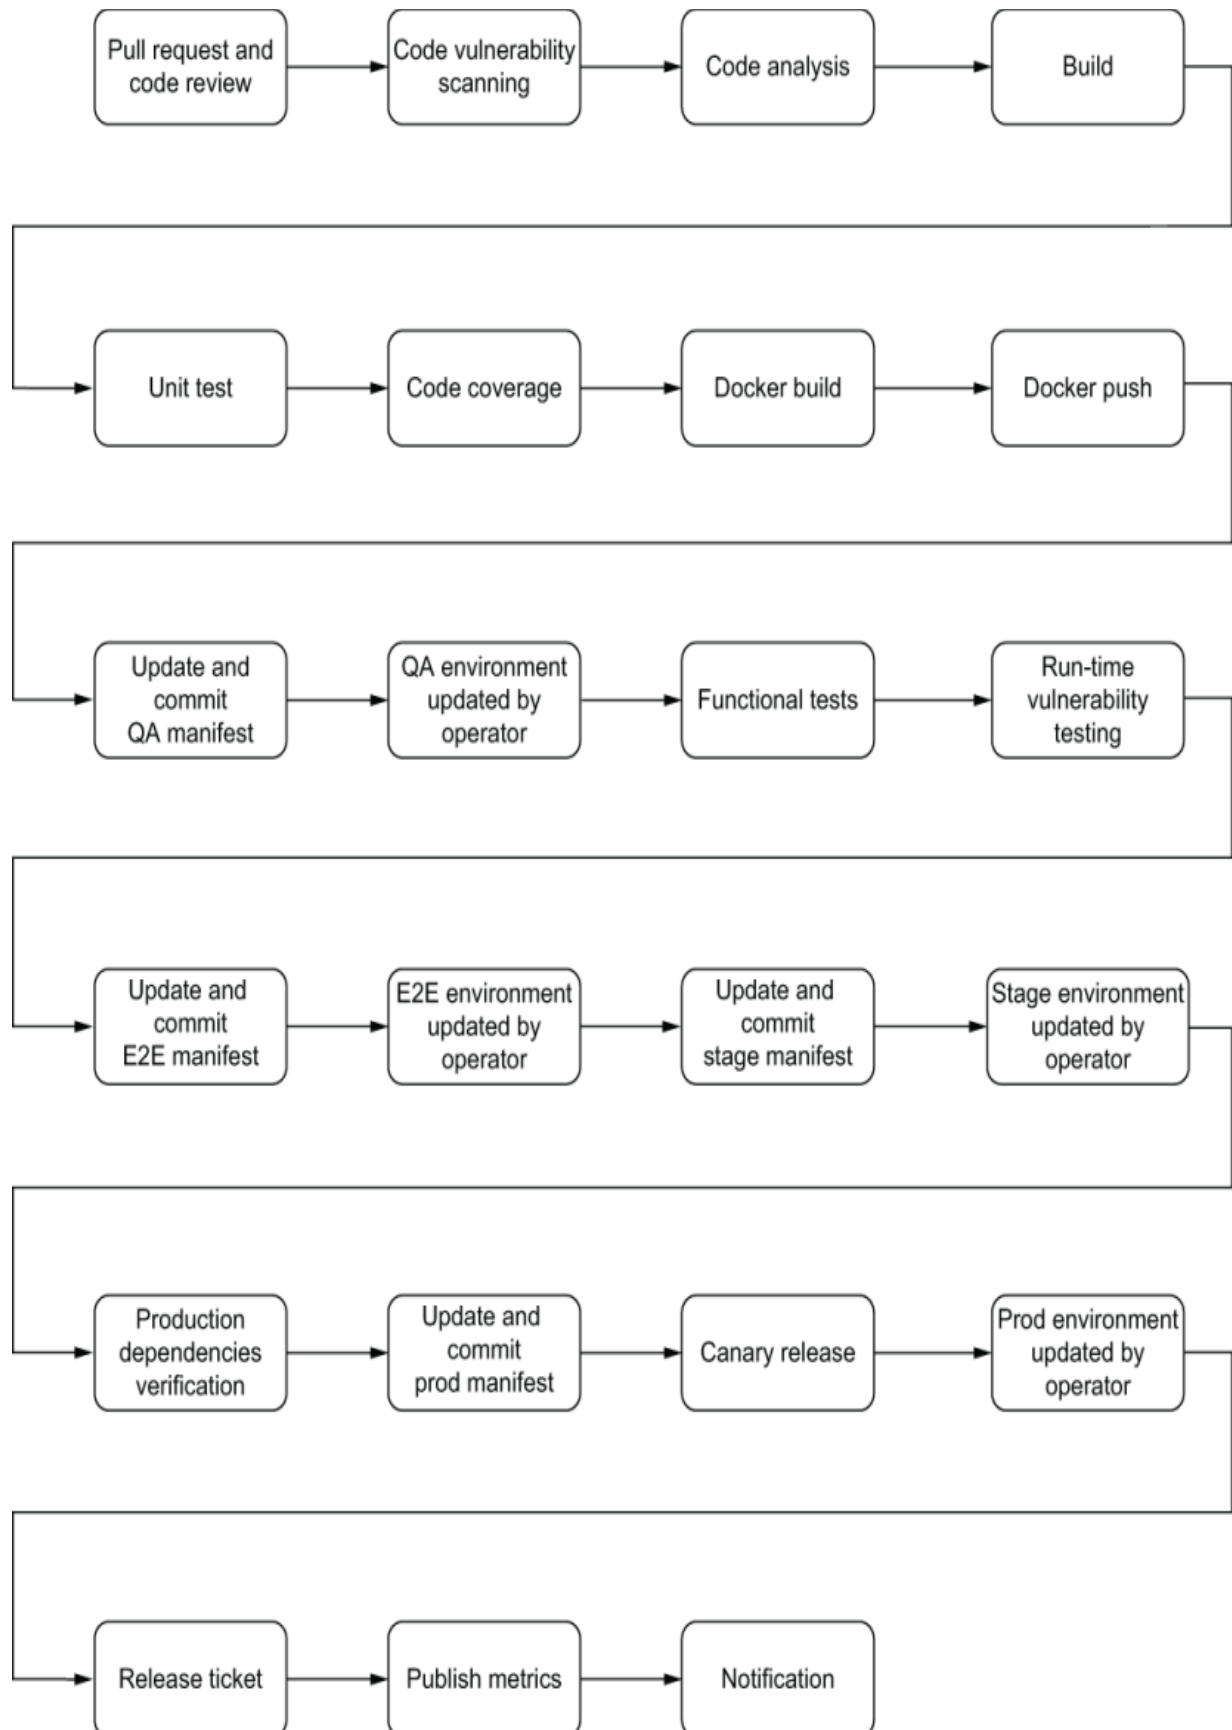 Pull request and
code review
Code vulnerability
scanning
Code analysis
Build
Unit test
Code coverage
Docker build
Docker push
Update and
commit
QA manifest
QA environment
updated by
operator
Functional tests
Run-time
vulnerability
testing
Update and
commit
E2E manifest
E2E environment
updated by
operator
Update and
commit
stage manifest
Stage environment
updated by
operator
Production
dependencies
verification
Update and
commit
prod manifest
Canary release
Prod environment
updated by
operator
Release ticket
Publish metrics
Notification